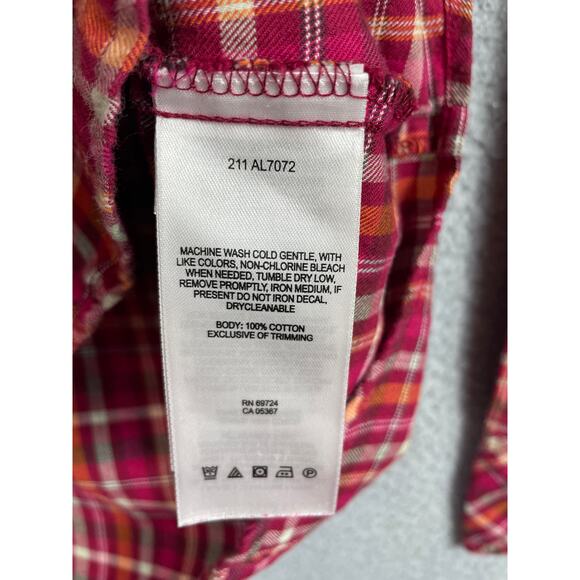 211 AL7072
MACHINE WASH COLD GENTLE, WITH
LIKE COLORS, NON-CHLORINE BLEACH
WHEN NEEDED, TUMBLE DRY LOW,
REMOVE PROMPTLY, IRON MEDIUM, IF
PRESENT DO NOT IRON DECAL,
DRYCLEANABLE
BODY: 100% COTTON
EXCLUSIVE OF TRIMMING
RN 69724
CA 05367